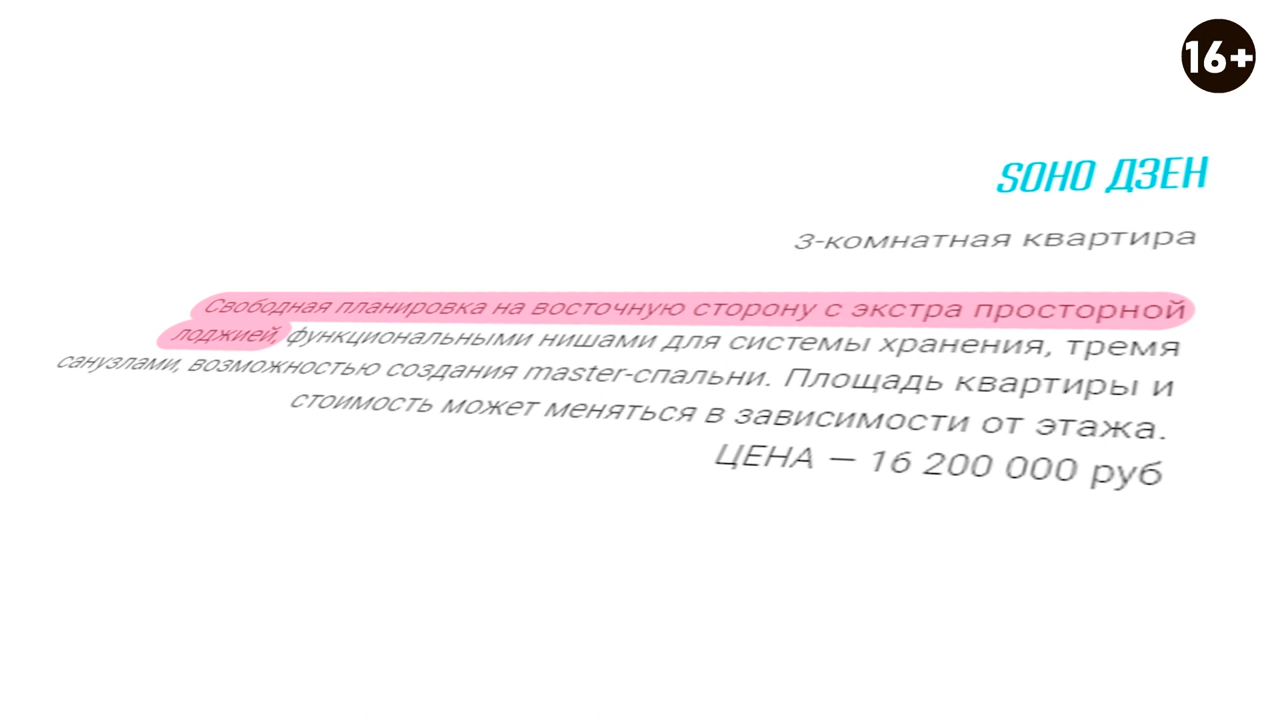 16+
SOHO ДЗЕН
3-комнатная квартира
Свободная планировка на восточную сторону с экстра просторной
лоджией, функциональными нишами для системы хранения, тремя
санузлами, возможностью создания master-спальни. Площадь квартиры и
стоимость может меняться в зависимости от этажа.
ЦЕНА — 16 200 000 руб